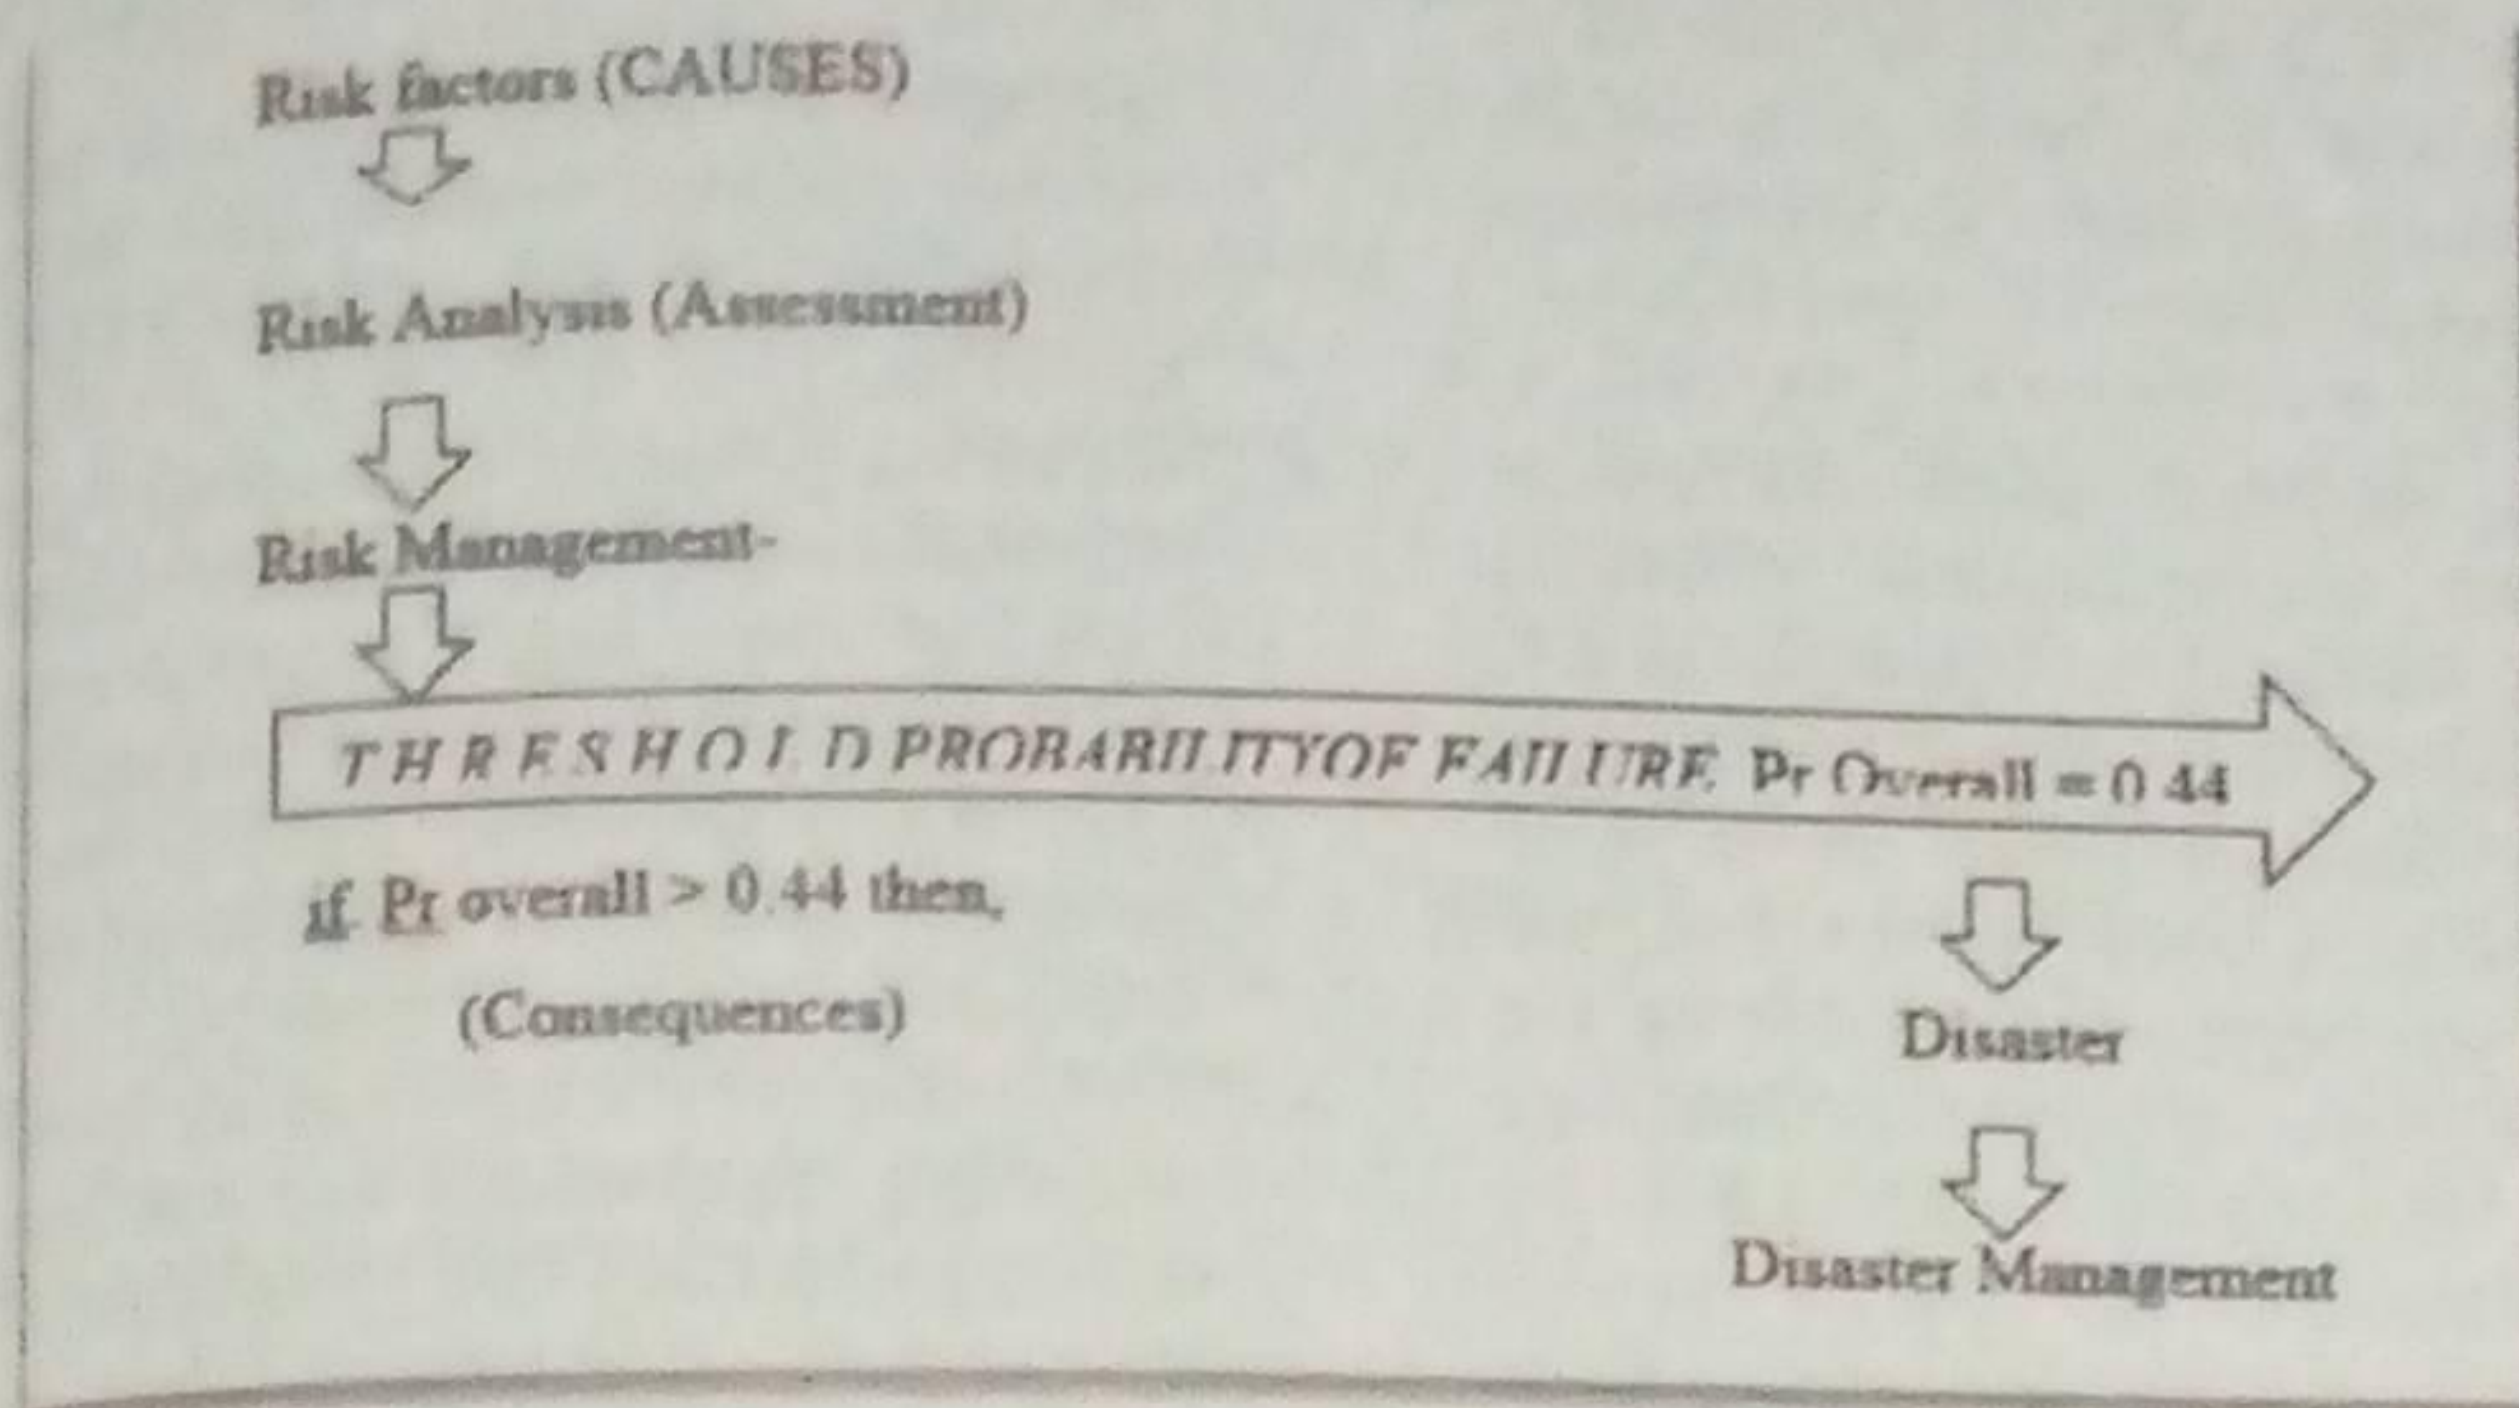 Risk factors (CAUSES)
Risk Analysis (Assessment)
Risk Management-
THRESHOLD PROBABILITYOF FAILURE Pr Overall = 0.44
if Pr overall > 0.44 then,
(Consequences)
Disaster
Disaster Management